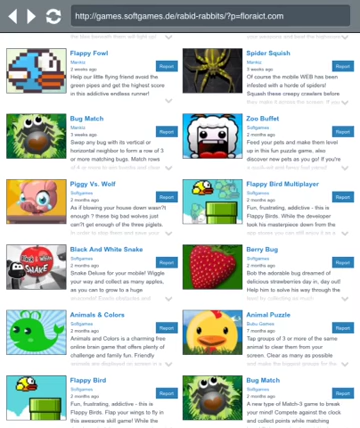 http://games.softgames.de/rabid-rabbits/?p=floraict.com
Flappy Fowl
Manka
2 weeks ago
Report
Help our little flying friend avoid the
green pipes and get the highest score
in this addictive endless runner!
Spider Squish
Manka
3 weeks ago
Report
Of course the mobile WEB has been
infested with a horde of spiders!
Squash these creepy crawlers before
Bug Match
Manka
3 weeks ago
Report
Swap any bug with its vertical or
horizontal neighbor to form a row of 3
or more matching bugs. Match rows
Zoo Buffet
Softgames
2 months ago
Report
Feed your pets and make them level
up in this fun puzzle game, also
discover new pets as you go! If you're
Piggy Vs. Wolf
Softgames
2 months ago
Report
As if blowing your house down wasn?t
enough ? these big bad wolves just
can?t get enough of the three piglets
Flappy Bird Multiplayer
Softgames
2 months ago
Report
Fun, frustrating, addictive - this is
Flappy Birds. While the developer
took his masterpiece down from the
Black And White Snake
Softgames
2 months ago
Report
Snake Deluxe for your mobile! Wiggle
your way and collect as many apples,
as you can to grow to a huge
Berry Bug
Softgames
2 months ago
Report
Bob the adorable bug dreamed of
delicious strawberries day in, day out!
Help him to solve his way through the
Animals & Colors
Softgames
2 months ago
Report
Animals and Colors is a charming free
online brain game that offers plenty of
challenge and family fun. Friendly
Animal Puzzle
Bubu Games
7 months ago
Report
Tap groups of 3 or more of the same
animal to clear them from your
screen. Clear as many as possible
Flappy Bird
Softgames
2 months ago
Report
Fun, frustrating, addictive - this is
Flappy Birds. Flap your wings to fly in
this awesome skill game! While the
Bug Match
Softgames
2 months ago
Report
A new type of Match-3 game to break
your mind! Compete against the clock
and collect points while matching